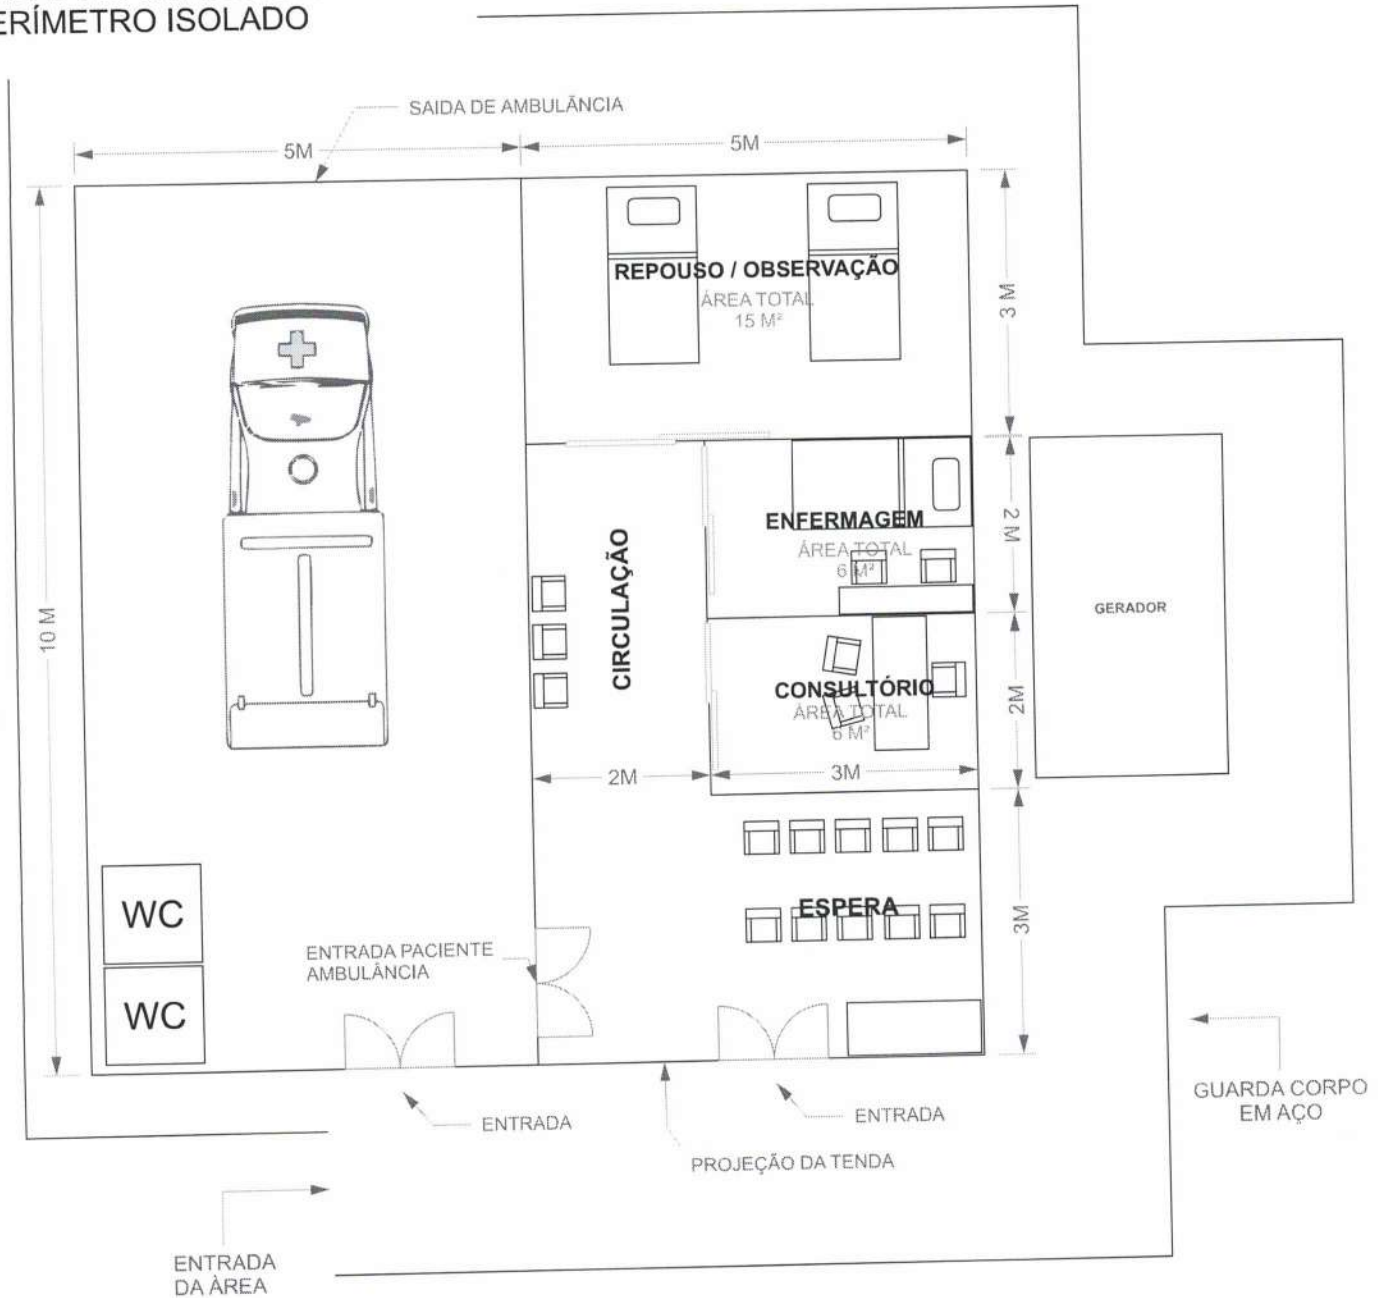 ERÍMETRO ISOLADO
SAIDA DE AMBULÃNCIA
5M
5M
REPOUSO / OBSERVAÇÃO
ÁREA TOTAL
15 M²
3 M
ENFERMAGEM
ÁREA TOTAL
6 M²
2 M
CIRCULAÇÃO
10 M
GERADOR
CONSULTÓRIO
ÁREA TOTAL
6 M²
2M
2M
3M
WC
ESPERA
3M
ENTRADA PACIENTE
AMBULÂNCIA
WC
ENTRADA
ENTRADA
GUARDA CORPO
EM AÇO
PROJEÇÃO DA TENDA
ENTRADA
DA ÀREA